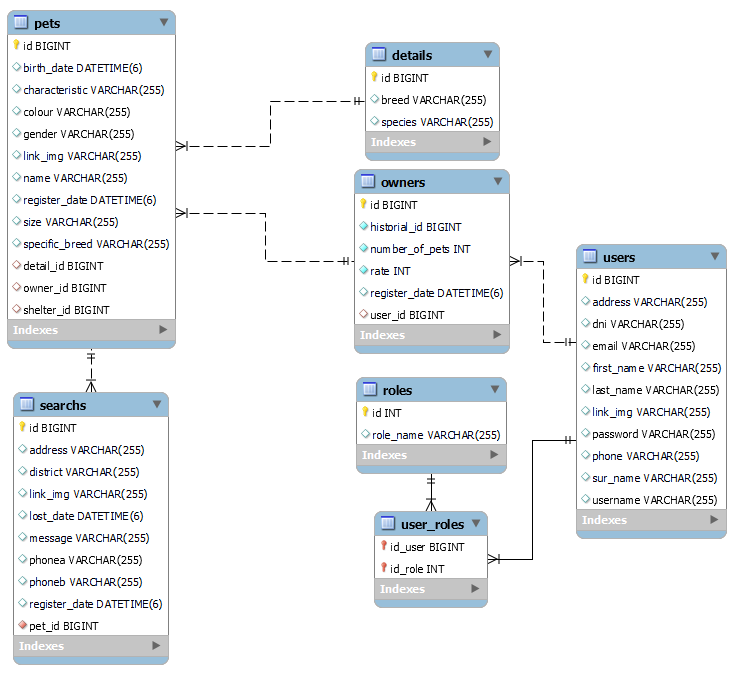 pets
id BIGINT
birth_date DATETIME(6)
characteristic VARCHAR(255)
colour VARCHAR(255)
gender VARCHAR(255)
link_img VARCHAR(255)
name VARCHAR(255)
register_date DATETIME(6)
size VARCHAR(255)
specific_breed VARCHAR(255)
detail_id BIGINT
owner_id BIGINT
shelter_id BIGINT
Indexes
details
id BIGINT
breed VARCHAR(255)
species VARCHAR(255)
Indexes
owners
id BIGINT
historial_id BIGINT
number_of_pets INT
rate INT
register_date DATETIME(6)
user_id BIGINT
Indexes
users
id BIGINT
address VARCHAR(255)
dni VARCHAR(255)
email VARCHAR(255)
first_name VARCHAR(255)
last_name VARCHAR(255)
link_img VARCHAR(255)
password VARCHAR(255)
phone VARCHAR(255)
sur_name VARCHAR(255)
username VARCHAR(255)
Indexes
searchs
id BIGINT
address VARCHAR(255)
district VARCHAR(255)
link_img VARCHAR(255)
lost_date DATETIME(6)
message VARCHAR(255)
phonea VARCHAR(255)
phoneb VARCHAR(255)
register_date DATETIME(6)
pet_id BIGINT
Indexes
roles
id INT
role_name VARCHAR(255)
Indexes
user_roles
id_user BIGINT
id_role INT
Indexes